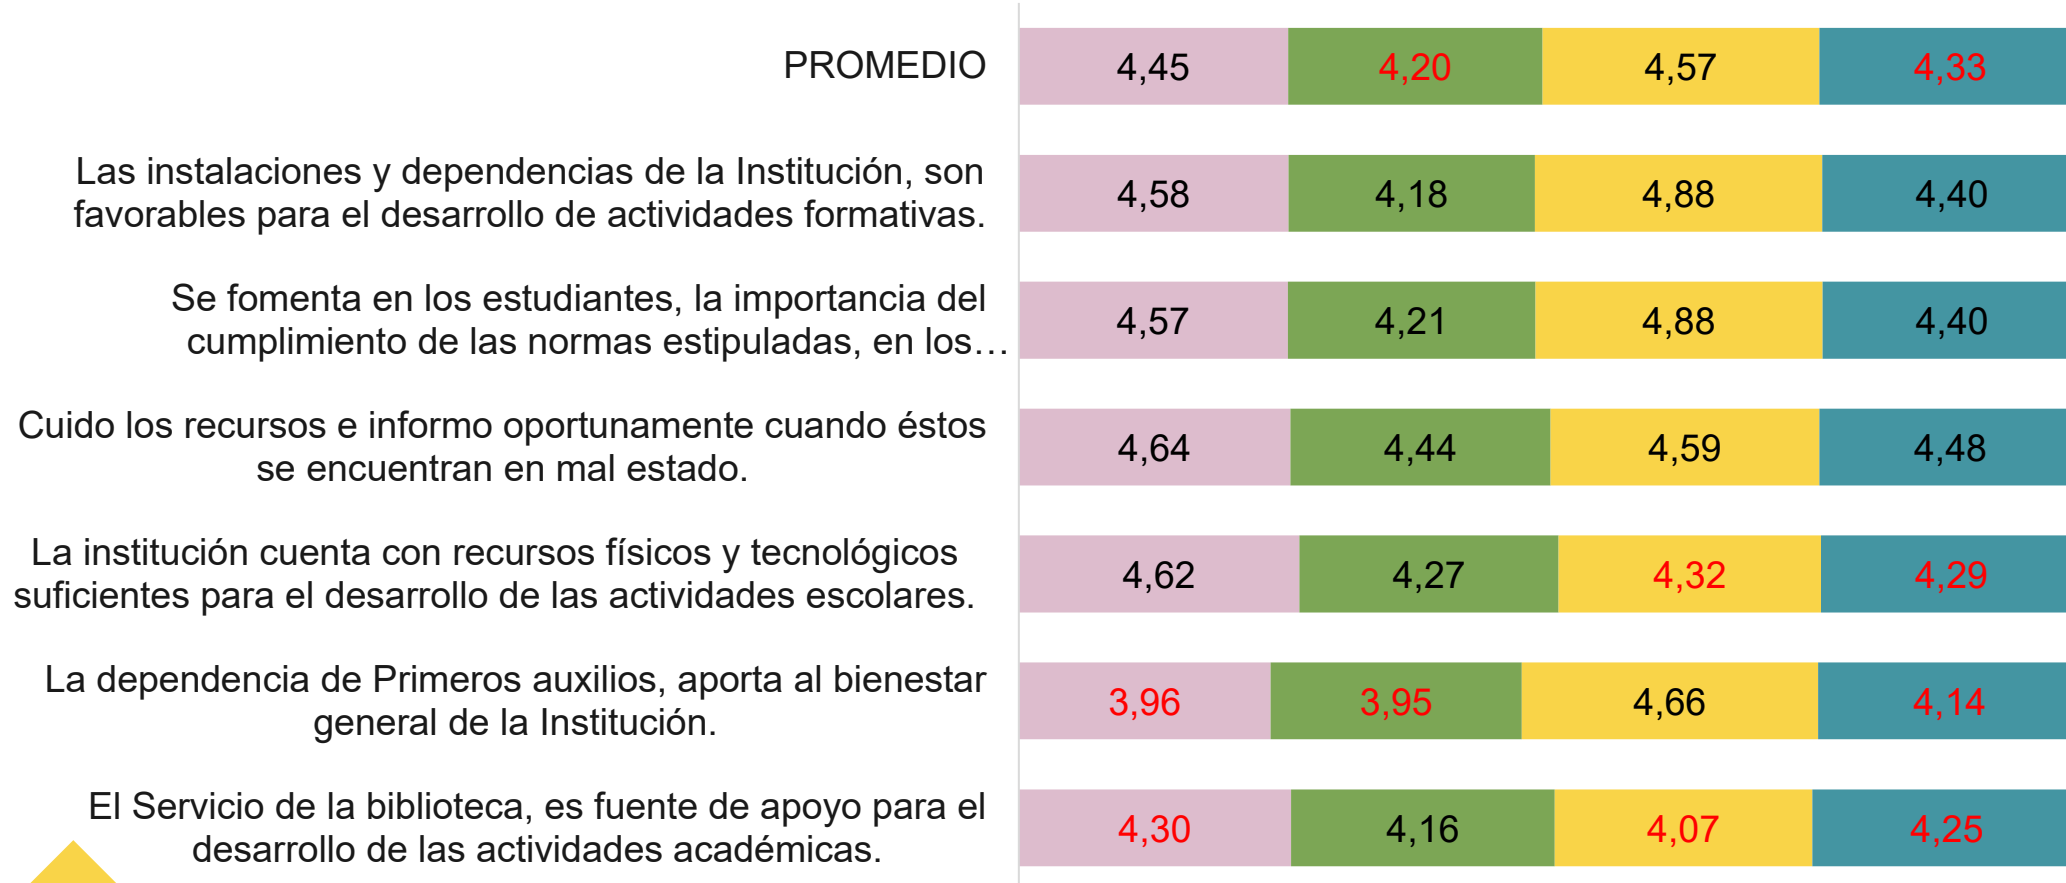 PROMEDIO
4,45 4,20 4,57 4,33
Las instalaciones y dependencias de la Institución, son
favorables para el desarrollo de actividades formativas.
4,58 4,18 4,88 4,40
Se fomenta en los estudiantes, la importancia del
cumplimiento de las normas estipuladas, en los…
4,57 4,21 4,88 4,40
Cuido los recursos e informo oportunamente cuando éstos
se encuentran en mal estado.
4,64 4,44 4,59 4,48
La institución cuenta con recursos físicos y tecnológicos
suficientes para el desarrollo de las actividades escolares.
4,62 4,27 4,32 4,29
La dependencia de Primeros auxilios, aporta al bienestar
general de la Institución.
3,96 3,95 4,66 4,14
El Servicio de la biblioteca, es fuente de apoyo para el
desarrollo de las actividades académicas.
4,30 4,16 4,07 4,25